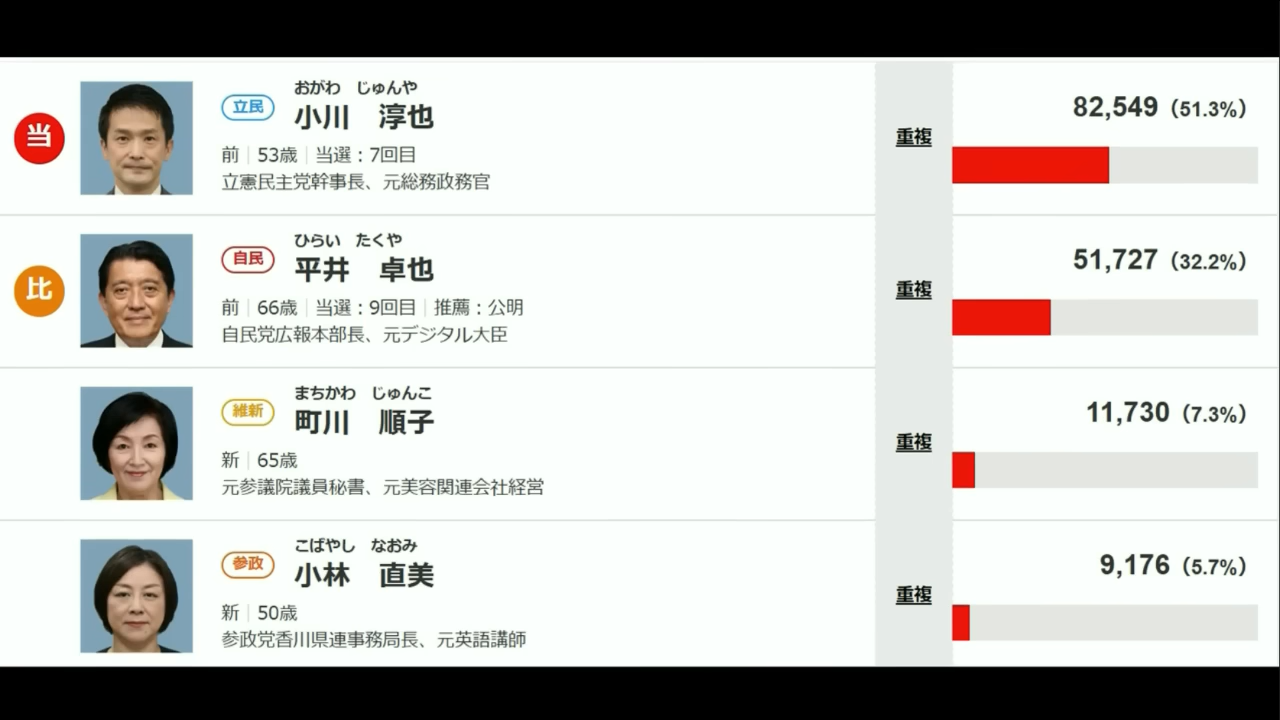 当
立民
おがわ　じゅんや
小川　淳也
前｜53歳｜当選：7回目
立憲民主党幹事長、元総務政務官
重複
82,549（51.3%）
比
自民
ひらい　たくや
平井　卓也
前｜66歳｜当選：9回目｜推薦：公明
自民党広報本部長、元デジタル大臣
重複
51,727（32.2%）
維新
まちかわ　じゅんこ
町川　順子
新｜65歳
元参議院議員秘書、元美容関連会社経営
重複
11,730（7.3%）
参政
こばやし　なおみ
小林　直美
新｜50歳
参政党香川県連事務局長、元英語講師
重複
9,176（5.7%）